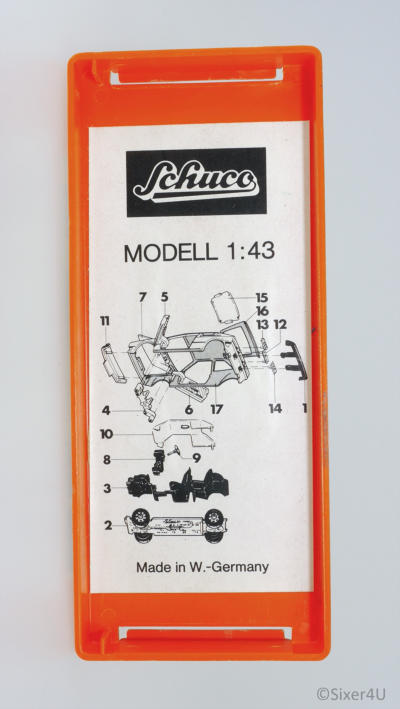 Schuco
MODELL 1:43
7 5 15
16
11 13 12
4 6 17 14 1
10
8 9
3
2 Schuco
Made in W.-Germany
©Sixer4U